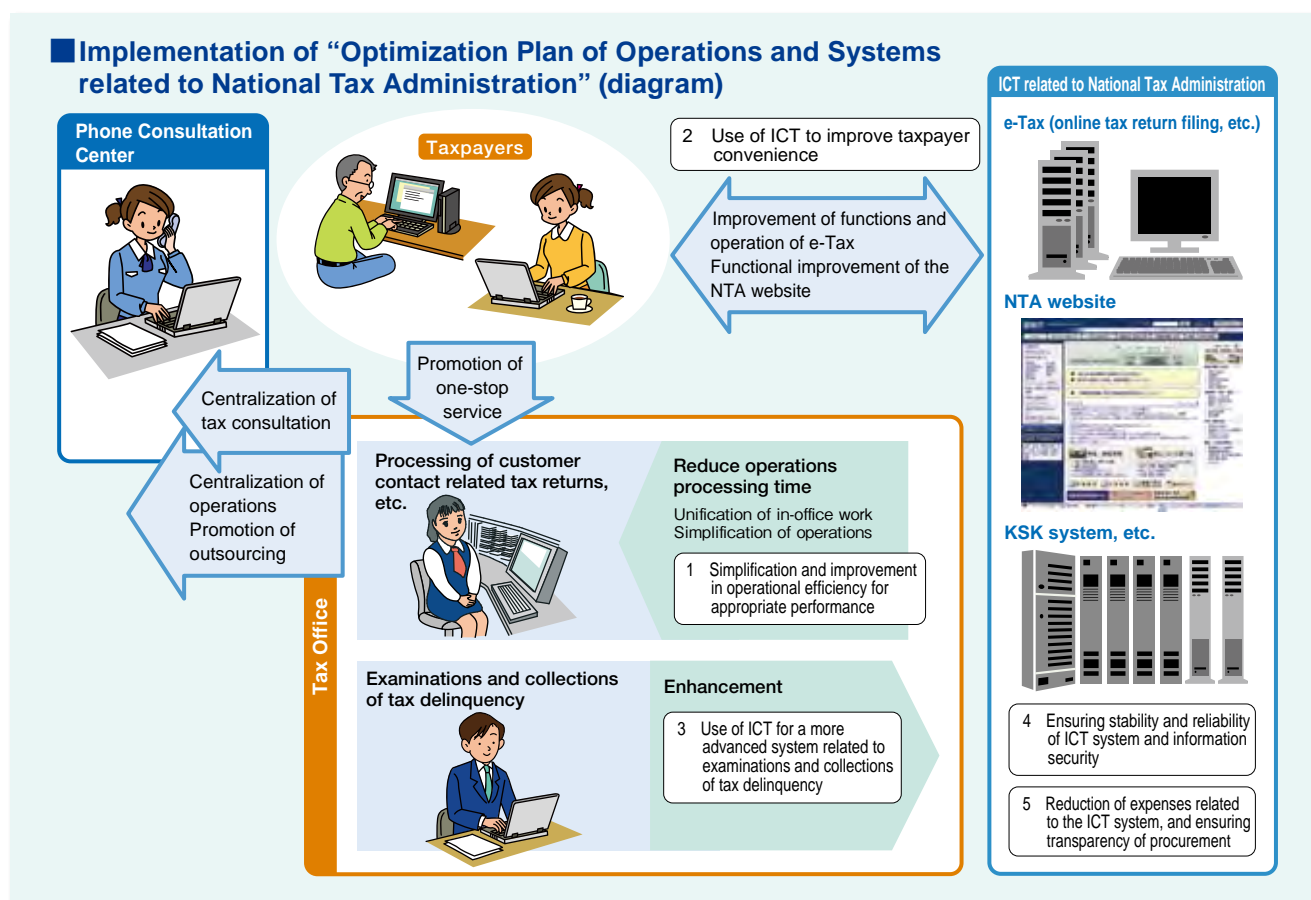 ■Implementation of “Optimization Plan of Operations and Systems
related to National Tax Administration” (diagram)
Phone Consultation
Center
Taxpayers
2 Use of ICT to improve taxpayer
convenience
Improvement of functions and
operation of e-Tax
Functional improvement of the
NTA website
Promotion of
one-stop
service
Centralization of
tax consultation
Centralization of
operations
Promotion of
outsourcing
Tax Office
Processing of customer
contact related tax returns,
etc.
Reduce operations
processing time
Unification of in-office work
Simplification of operations
1 Simplification and improvement
in operational efficiency for
appropriate performance
Examinations and collections
of tax delinquency
Enhancement
3 Use of ICT for a more
advanced system related to
examinations and collections
of tax delinquency
ICT related to National Tax Administration
e-Tax (online tax return filing, etc.)
NTA website
KSK system, etc.
4 Ensuring stability and reliability
of ICT system and information
security
5 Reduction of expenses related
to the ICT system, and ensuring
transparency of procurement